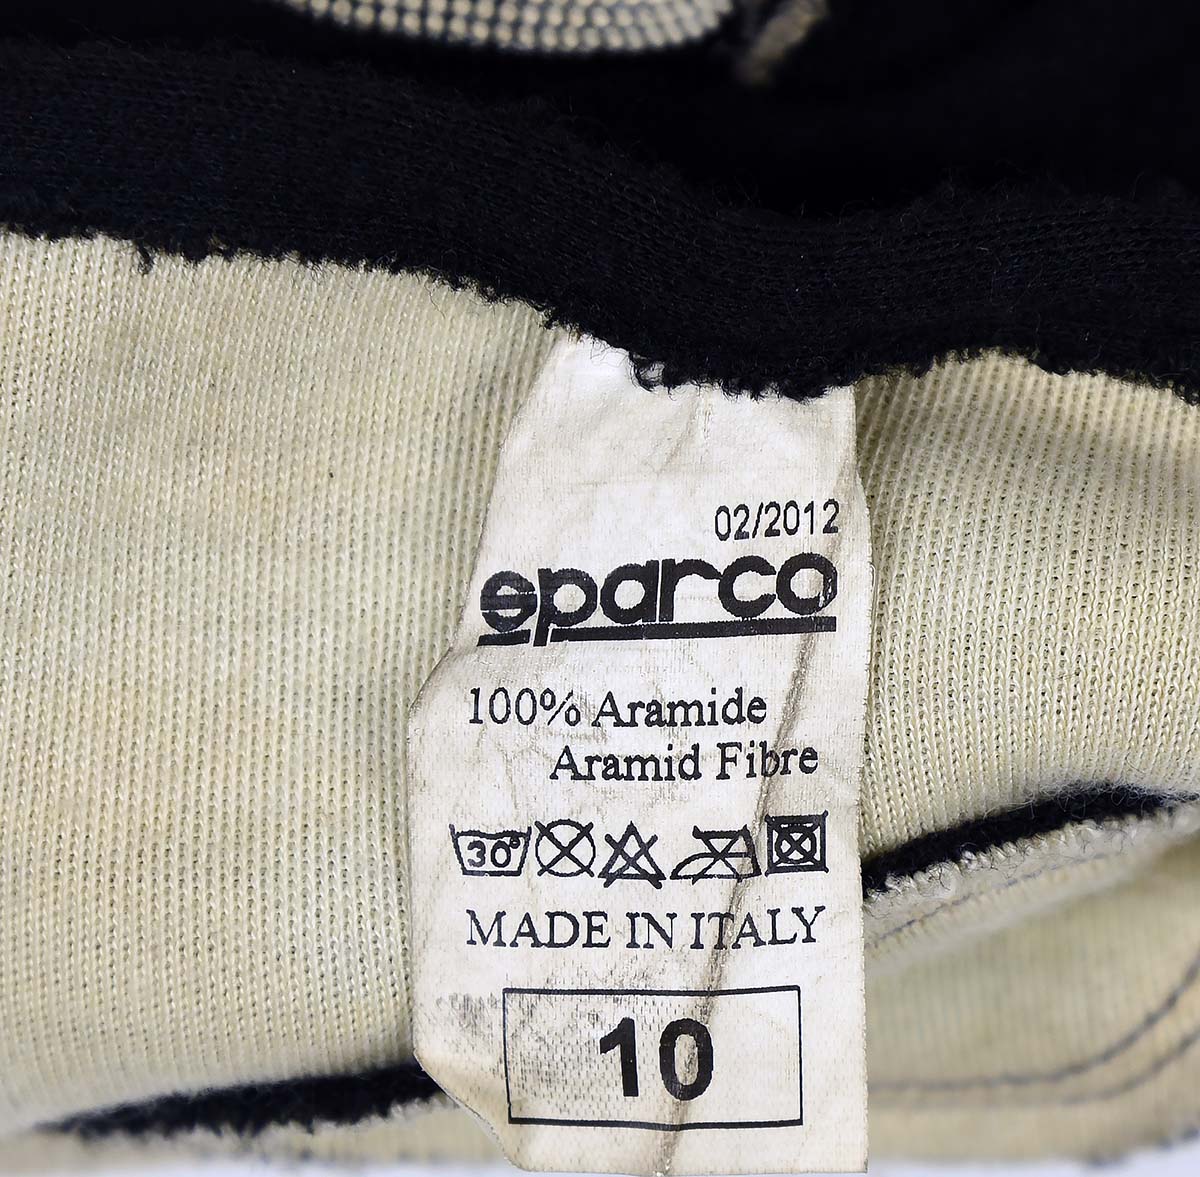 02/2012
sparco
100% Aramide
Aramid Fibre
30°
MADE IN ITALY
10